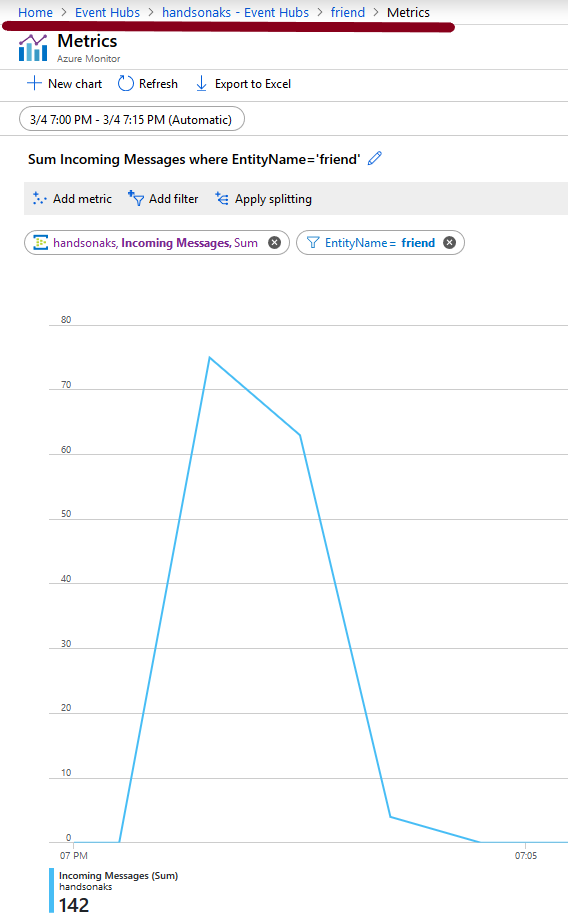 Home > Event Hubs > handsonaks - Event Hubs > friend > Metrics
Metrics
Azure Monitor
New chart Refresh Export to Excel
3/4 7:00 PM - 3/4 7:15 PM (Automatic)
Sum Incoming Messages where EntityName='friend'
Add metric Add filter Apply splitting
handsonaks, Incoming Messages, Sum EntityName = friend
80
70
60
50
40
30
20
10
0
07 PM 07:05
Incoming Messages (Sum)
handsonaks
142